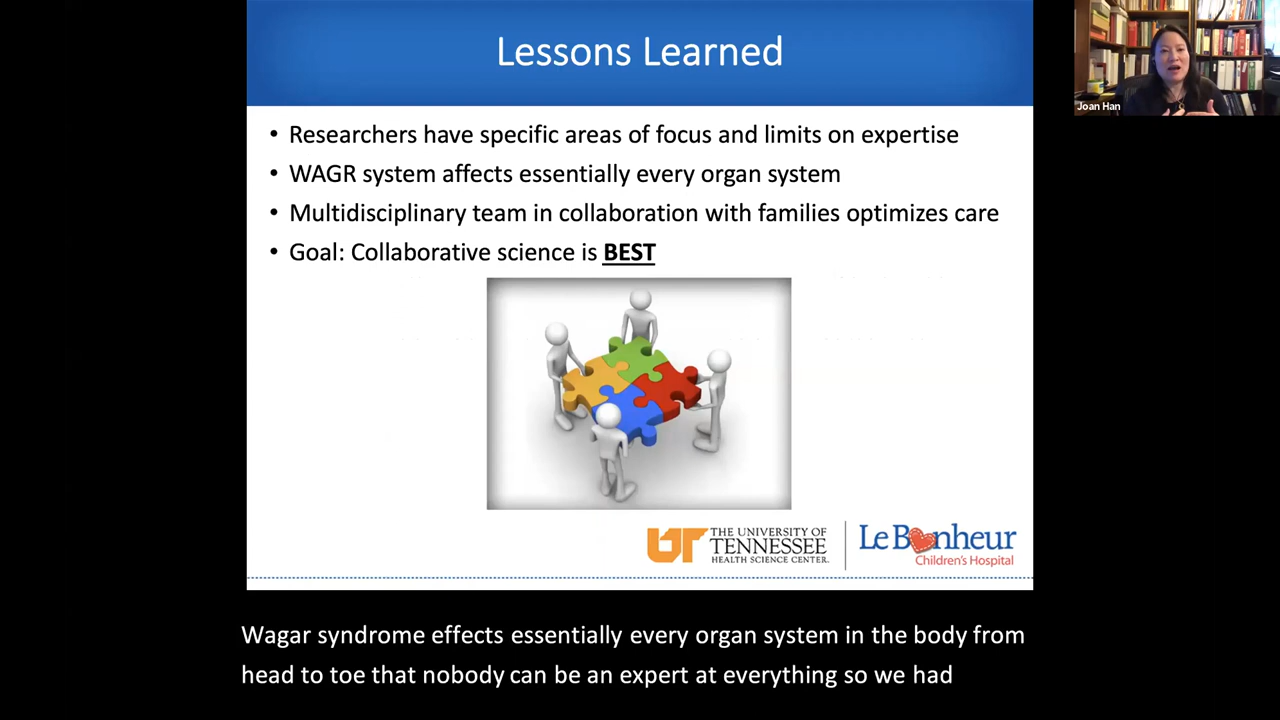 Lessons Learned
Joan Han
• Researchers have specific areas of focus and limits on expertise
• WAGR system affects essentially every organ system
• Multidisciplinary team in collaboration with families optimizes care
• Goal: Collaborative science is BEST
UT THE UNIVERSITY OF
TENNESSEE
HEALTH SCIENCE CENTER.
Le Bonheur
Children's Hospital
Wagar syndrome effects essentially every organ system in the body from
head to toe that nobody can be an expert at everything so we had